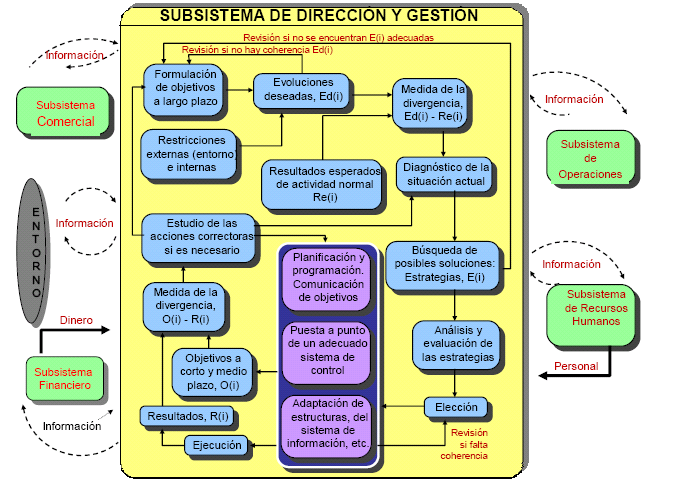 SUBSISTEMA DE DIRECCIÓN Y GESTIÓN
Revisión si no se encuentran E(i) adecuadas
Revisión si no hay coherencia Ed(i)
Información
Subsistema
Comercial
Formulación
de objetivos
a largo plazo
Evoluciones
deseadas, Ed(i)
Medida de la
divergencia,
Ed(i) - Re(i)
Información
Subsistema
de
Operaciones
Restricciones
externas (entorno)
e internas
Resultados esperados
de actividad normal
Re(i)
Diagnóstico de la
situación actual
ENTORNO
Información
Estudio de las
acciones correctoras
si es necesario
Planificación y
programación.
Comunicación
de objetivos
Búsqueda de
posibles soluciones:
Estrategias, E(i)
Información
Subsistema
de Recursos
Humanos
Medida de la
divergencia,
O(i) - R(i)
Dinero
Puesta a punto
de un adecuado
sistema de
control
Análisis y
evaluación de
las estrategias
Subsistema
Financiero
Objetivos a
corto y medio
plazo, O(i)
Personal
Adaptación de
estructuras, del
sistema de
información, etc.
Elección
Resultados, R(i)
Información
Ejecución
Revisión
si falta
coherencia